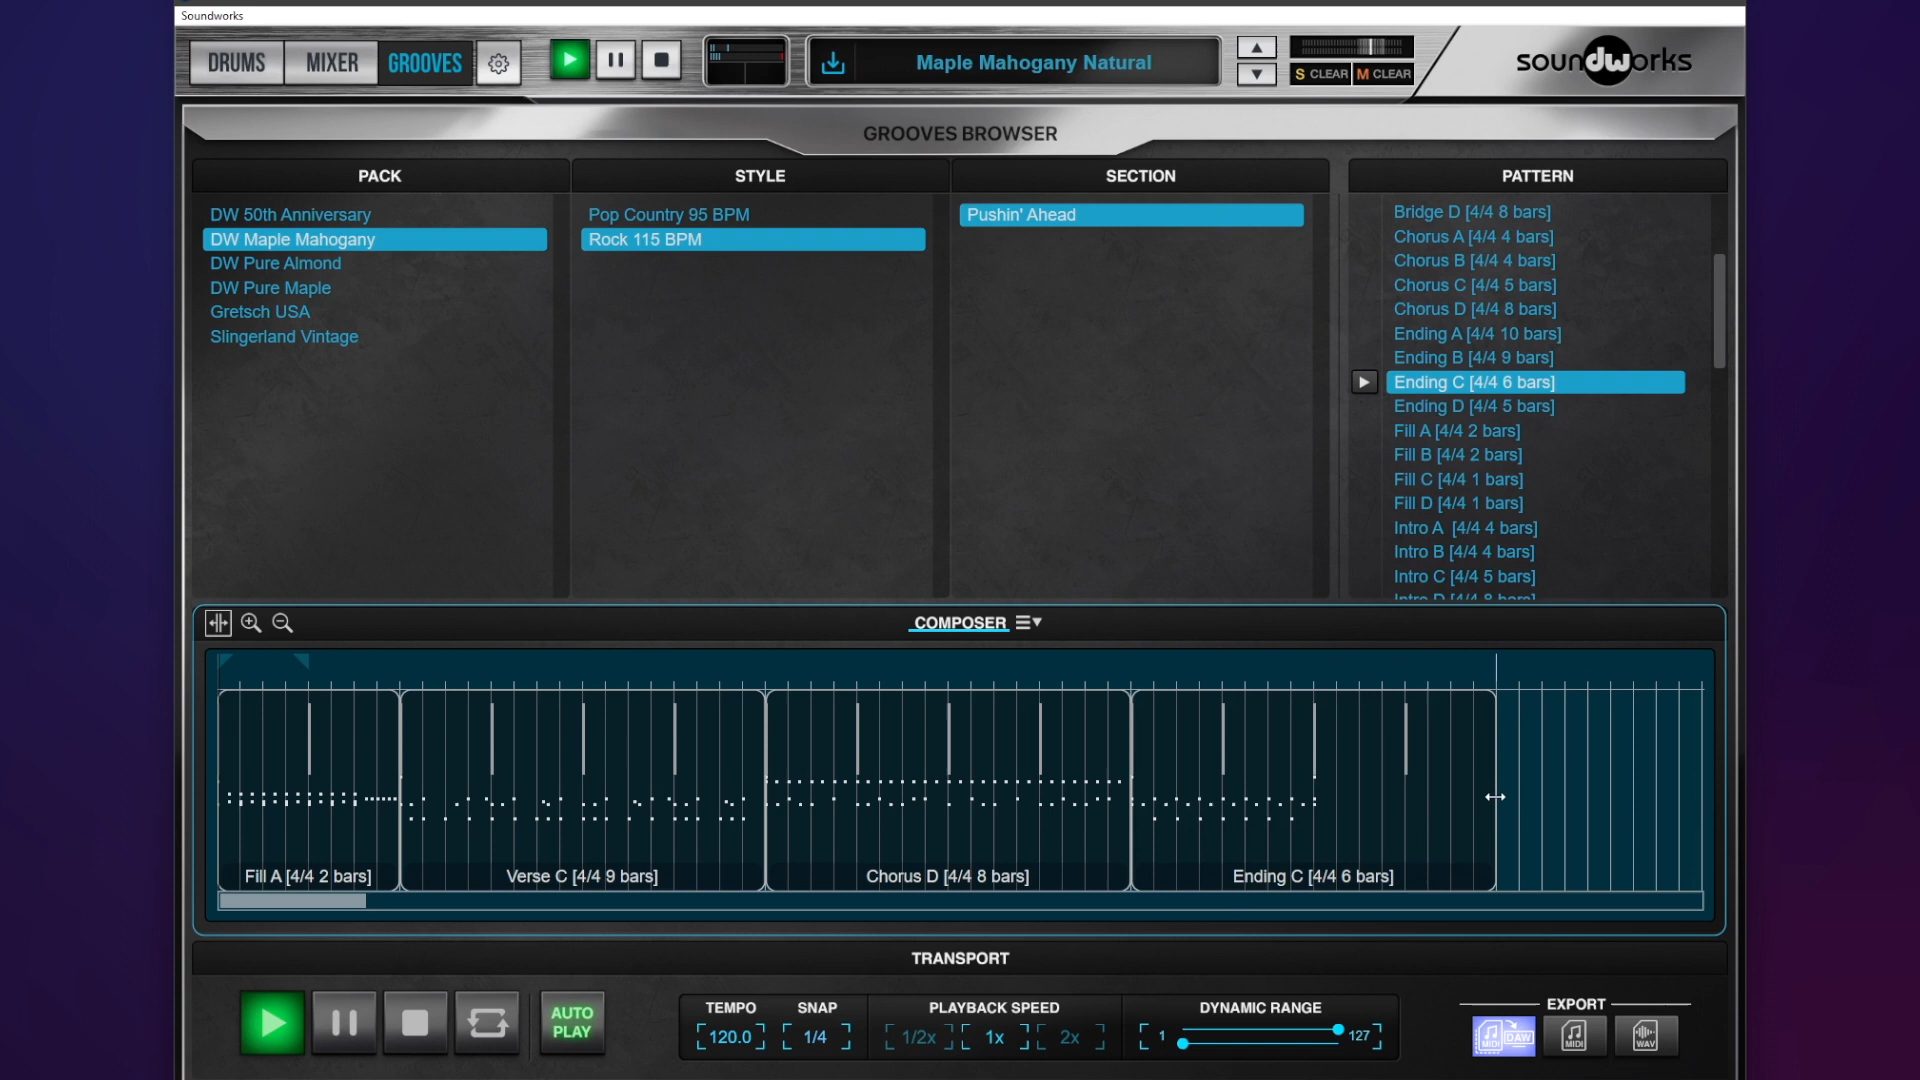 Soundworks
DRUMS MIXER GROOVES
Maple Mahogany Natural
S CLEAR M CLEAR
soundworks
GROOVES BROWSER
PACK STYLE SECTION PATTERN
DW 50th Anniversary
DW Maple Mahogany
DW Pure Almond
DW Pure Maple
Gretsch USA
Slingerland Vintage
Pop Country 95 BPM
Rock 115 BPM
Pushin' Ahead
Bridge D [4/4 8 bars]
Chorus A [4/4 4 bars]
Chorus B [4/4 4 bars]
Chorus C [4/4 5 bars]
Chorus D [4/4 8 bars]
Ending A [4/4 10 bars]
Ending B [4/4 9 bars]
Ending C [4/4 6 bars]
Ending D [4/4 5 bars]
Fill A [4/4 2 bars]
Fill B [4/4 2 bars]
Fill C [4/4 1 bars]
Fill D [4/4 1 bars]
Intro A [4/4 4 bars]
Intro B [4/4 4 bars]
Intro C [4/4 5 bars]
Intro D [4/4 8 bars]
COMPOSER
Fill A [4/4 2 bars] Verse C [4/4 9 bars] Chorus D [4/4 8 bars] Ending C [4/4 6 bars]
TRANSPORT
AUTO
PLAY
TEMPO SNAP PLAYBACK SPEED DYNAMIC RANGE
120.0 1/4 1/2x 1x 2x 1 127
EXPORT
MIDI DAW MIDI WAV